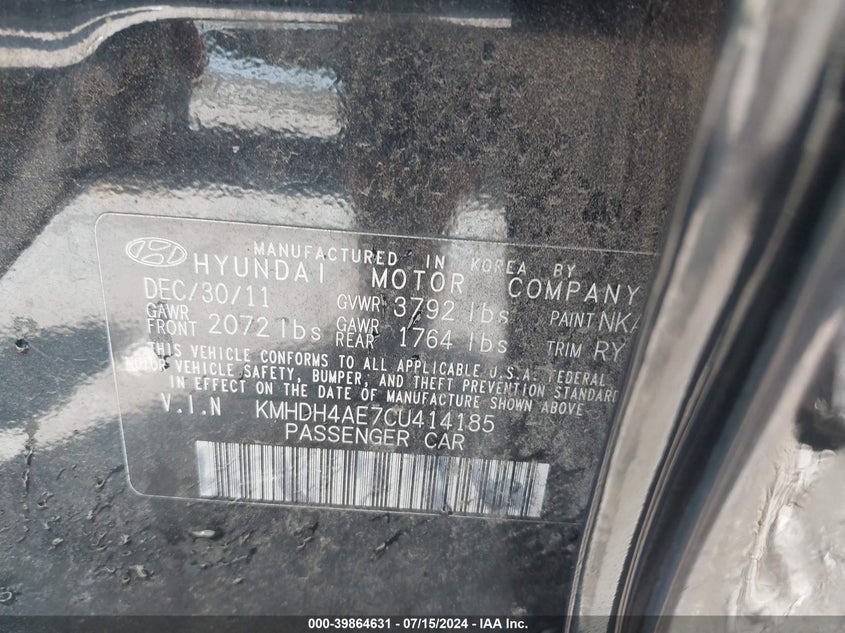 MANUFACTURED IN KOREA BY
HYUNDAI MOTOR COMPANY
DEC/30/11 GVWR 3792 lbs PAINT NKA
GAWR FRONT 2072 lbs GAWR REAR 1764 lbs TRIM RY
THIS VEHICLE CONFORMS TO ALL APPLICABLE U.S.A. FEDERAL
MOTOR VEHICLE SAFETY, BUMPER, AND THEFT PREVENTION STANDARD
IN EFFECT ON THE DATE OF MANUFACTURE SHOWN ABOVE
V.I.N KMHDH4AE7CU414185
PASSENGER CAR
000-39864631 - 07/15/2024 - IAA Inc.